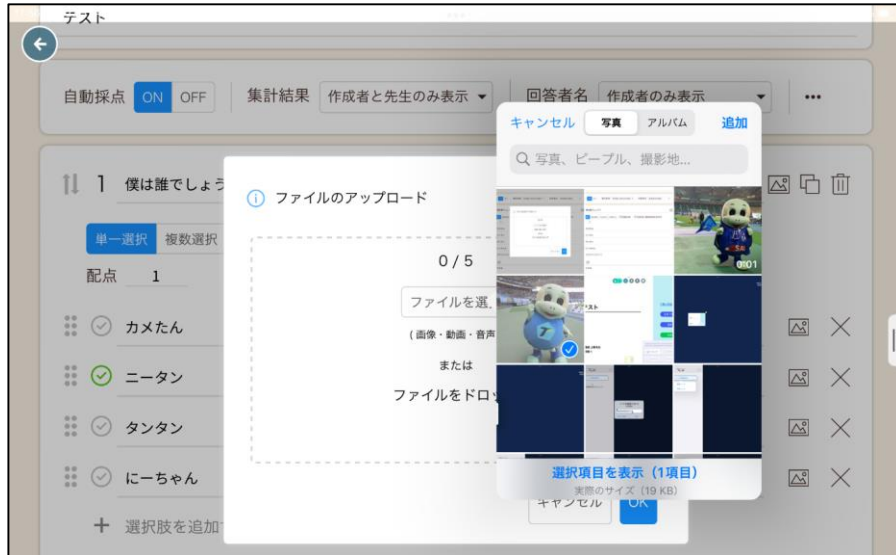 テスト
自動採点 ON OFF 集計結果 作成者と先生のみ表示 回答者名 作成者のみ表示 •••
キャンセル 写真 アルバム 追加
写真、ピープル、撮影地...
1 僕は誰でしょう
ファイルのアップロード
単一選択 複数選択
配点 1
0 / 5
ファイルを選
(画像・動画・音声
または
ファイルをドロッ
カメたん
ニータン
タンタン
にーちゃん
選択肢を追加
0:01
テスト
選択項目を表示（1項目）
実際のサイズ（19 KB）
キャンセル OK